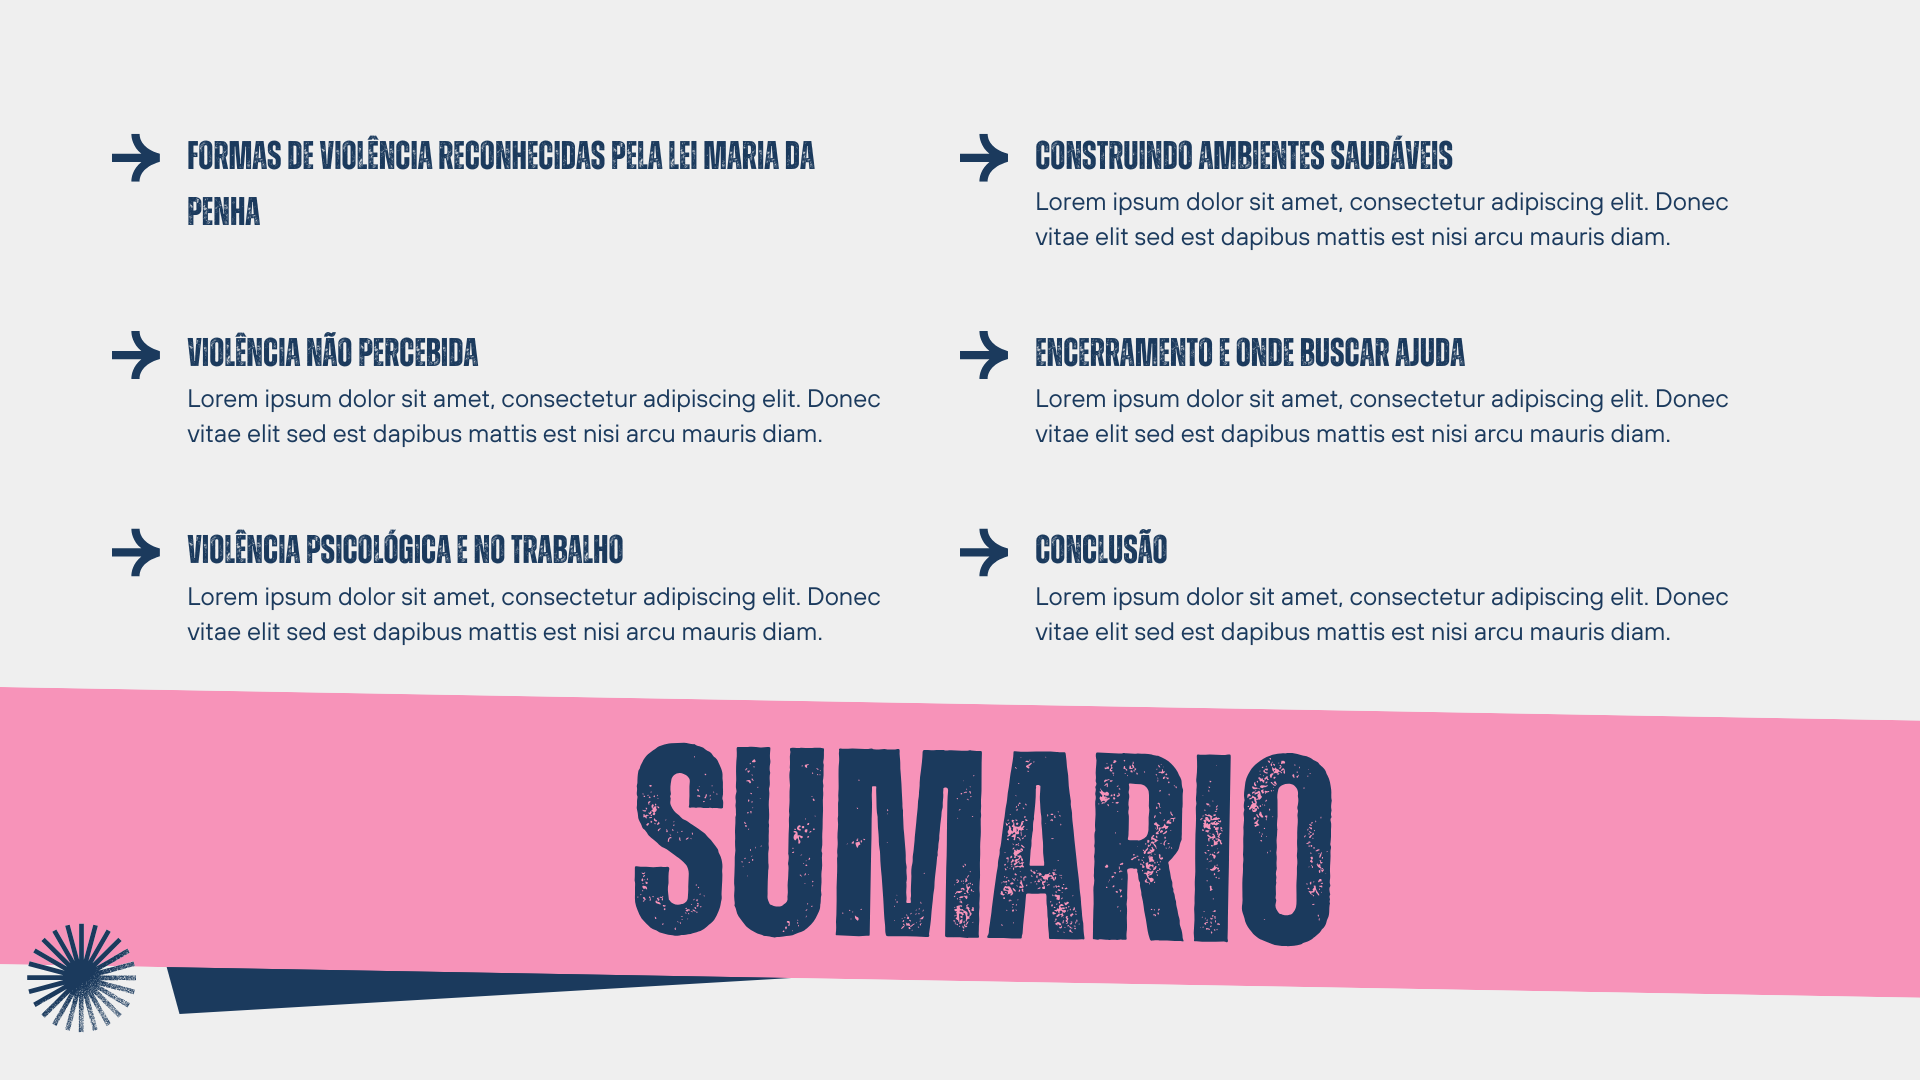 FORMAS DE VIOLÊNCIA RECONHECIDAS PELA LEI MARIA DA
PENHA
VIOLÊNCIA NÃO PERCEBIDA
Lorem ipsum dolor sit amet, consectetur adipiscing elit. Donec
vitae elit sed est dapibus mattis est nisi arcu mauris diam.
VIOLÊNCIA PSICOLÓGICA E NO TRABALHO
Lorem ipsum dolor sit amet, consectetur adipiscing elit. Donec
vitae elit sed est dapibus mattis est nisi arcu mauris diam.
CONSTRUINDO AMBIENTES SAUDÁVEIS
Lorem ipsum dolor sit amet, consectetur adipiscing elit. Donec
vitae elit sed est dapibus mattis est nisi arcu mauris diam.
ENCERRAMENTO E ONDE BUSCAR AJUDA
Lorem ipsum dolor sit amet, consectetur adipiscing elit. Donec
vitae elit sed est dapibus mattis est nisi arcu mauris diam.
CONCLUSÃO
Lorem ipsum dolor sit amet, consectetur adipiscing elit. Donec
vitae elit sed est dapibus mattis est nisi arcu mauris diam.
SUMARIO